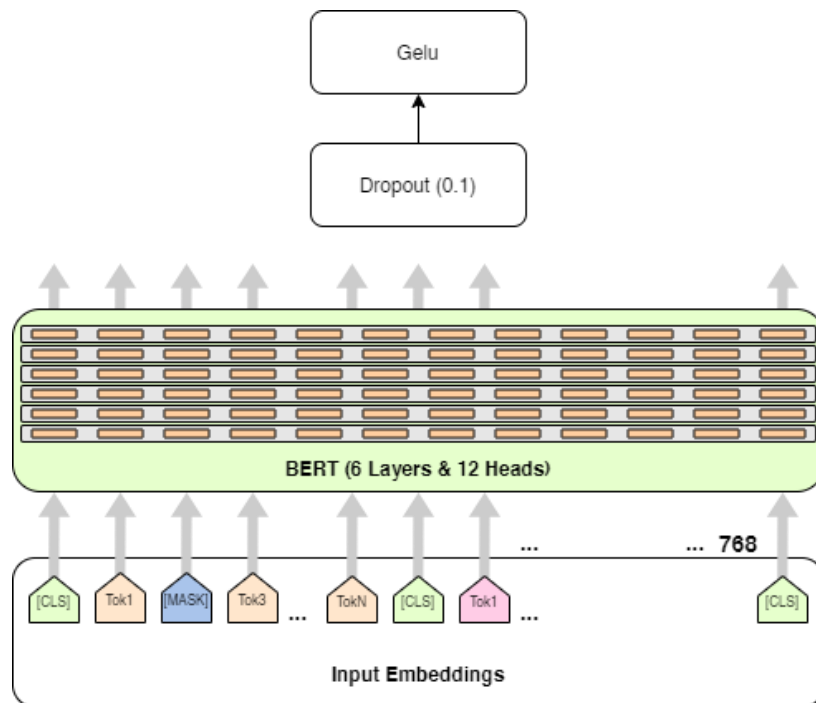 Gelu
Dropout (0.1)
BERT (6 Layers & 12 Heads)
... ... 768
[CLS] Tok1 [MASK] Tok3 ... TokN [CLS] Tok1 ... [CLS]
Input Embeddings